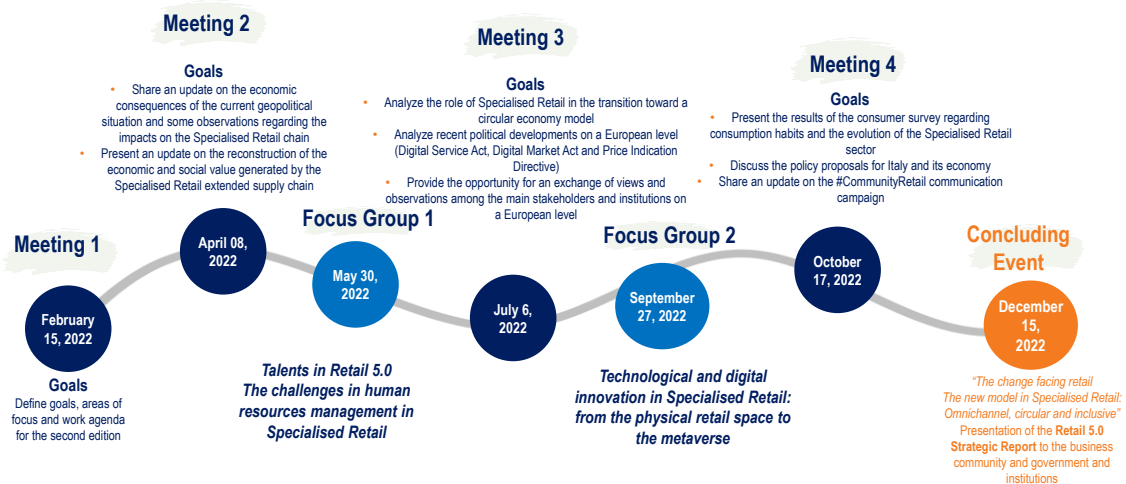 Meeting 1
February
15, 2022
Goals
Define goals, areas of
focus and work agenda
for the second edition
Meeting 2
Goals
• Share an update on the economic
consequences of the current geopolitical
situation and some observations regarding the
impacts on the Specialised Retail chain
• Present an update on the reconstruction of the
economic and social value generated by the
Specialised Retail extended supply chain
April 08,
2022
Focus Group 1
May 30,
2022
Talents in Retail 5.0
The challenges in human
resources management in
Specialised Retail
Meeting 3
Goals
• Analyze the role of Specialised Retail in the transition toward a
circular economy model
• Analyze recent political developments on a European level
(Digital Service Act, Digital Market Act and Price Indication
Directive)
• Provide the opportunity for an exchange of views and
observations among the main stakeholders and institutions on
a European level
July 6,
2022
Focus Group 2
September
27, 2022
Technological and digital
innovation in Specialised Retail:
from the physical retail space to
the metaverse
Meeting 4
Goals
• Present the results of the consumer survey regarding
consumption habits and the evolution of the Specialised Retail
sector
• Discuss the policy proposals for Italy and its economy
• Share an update on the #CommunityRetail communication
campaign
October
17, 2022
Concluding
Event
December
15,
2022
“The change facing retail
The new model in Specialised Retail:
Omnichannel, circular and inclusive”
Presentation of the Retail 5.0
Strategic Report to the business
community and government and
institutions